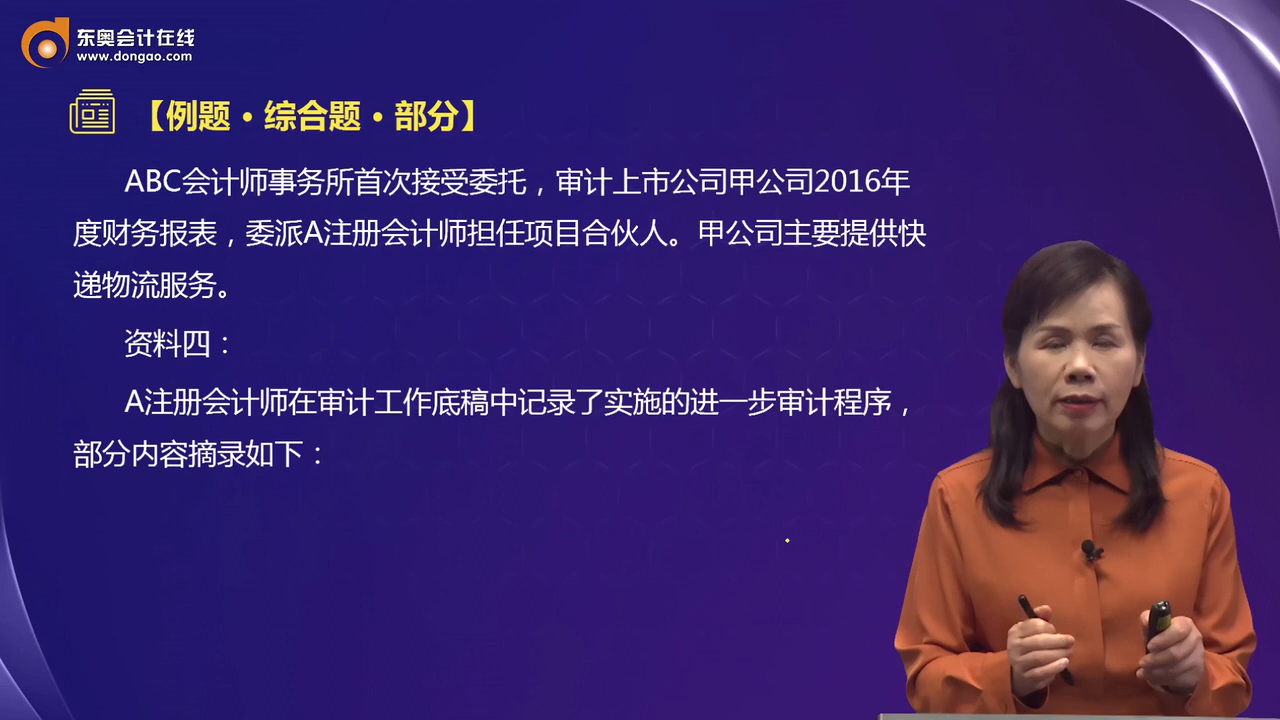 东奥会计在线
www.dongao.com
【例题·综合题·部分】
ABC会计师事务所首次接受委托，审计上市公司甲公司2016年
度财务报表，委派A注册会计师担任项目合伙人。甲公司主要提供快
递物流服务。
资料四：
A注册会计师在审计工作底稿中记录了实施的进一步审计程序，
部分内容摘录如下：